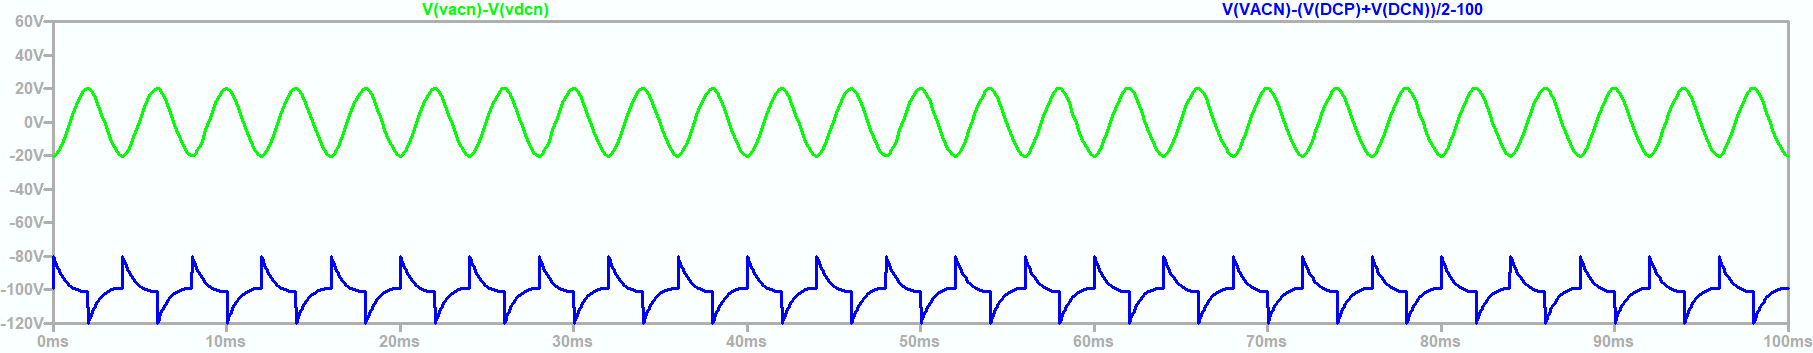 V(vacn)-V(vdcn) V(VACN)-(V(DCP)+V(DCN))/2-100
60V
40V
20V
0V
-20V
-40V
-60V
-80V
-100V
-120V
0ms 10ms 20ms 30ms 40ms 50ms 60ms 70ms 80ms 90ms 100ms